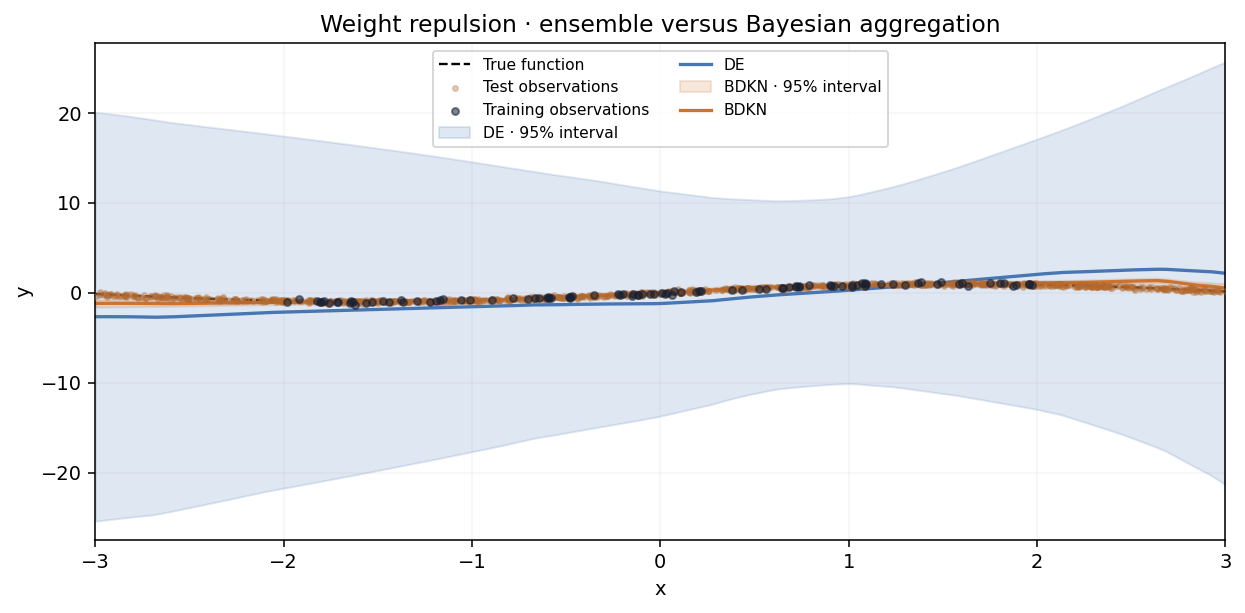 Weight repulsion · ensemble versus Bayesian aggregation
True function
Test observations
Training observations
DE · 95% interval
DE
BDKN · 95% interval
BDKN
20
10
0
−10
−20
y
−3
−2
−1
0
1
2
3
x